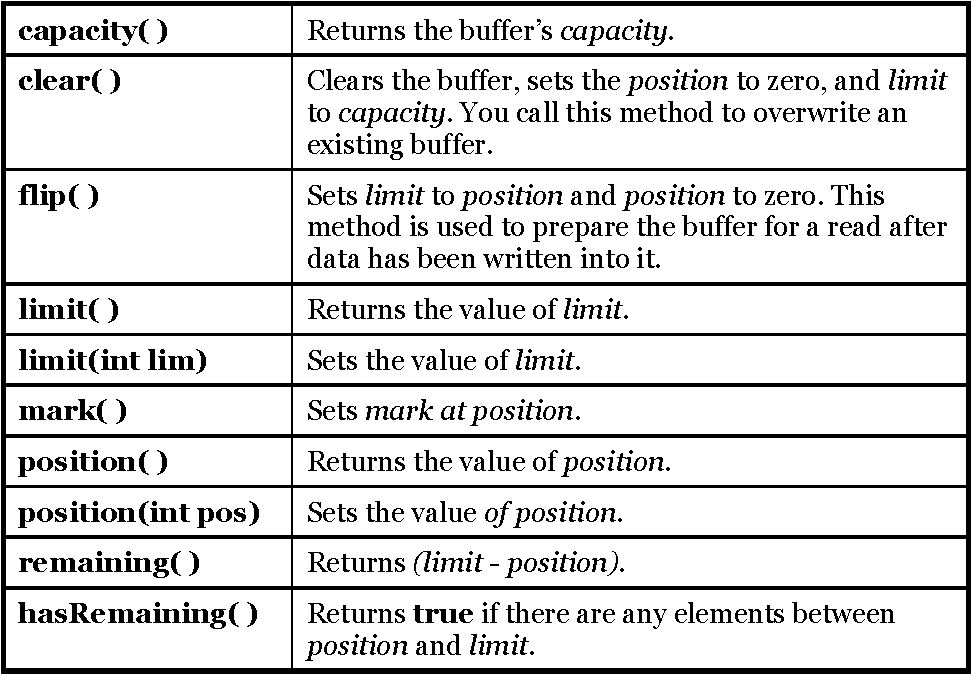 capacity( ) Returns the buffer’s capacity.
clear( ) Clears the buffer, sets the position to zero, and limit
to capacity. You call this method to overwrite an
existing buffer.
flip( ) Sets limit to position and position to zero. This
method is used to prepare the buffer for a read after
data has been written into it.
limit( ) Returns the value of limit.
limit(int lim) Sets the value of limit.
mark( ) Sets mark at position.
position( ) Returns the value of position.
position(int pos) Sets the value of position.
remaining( ) Returns (limit - position).
hasRemaining( ) Returns true if there are any elements between
position and limit.